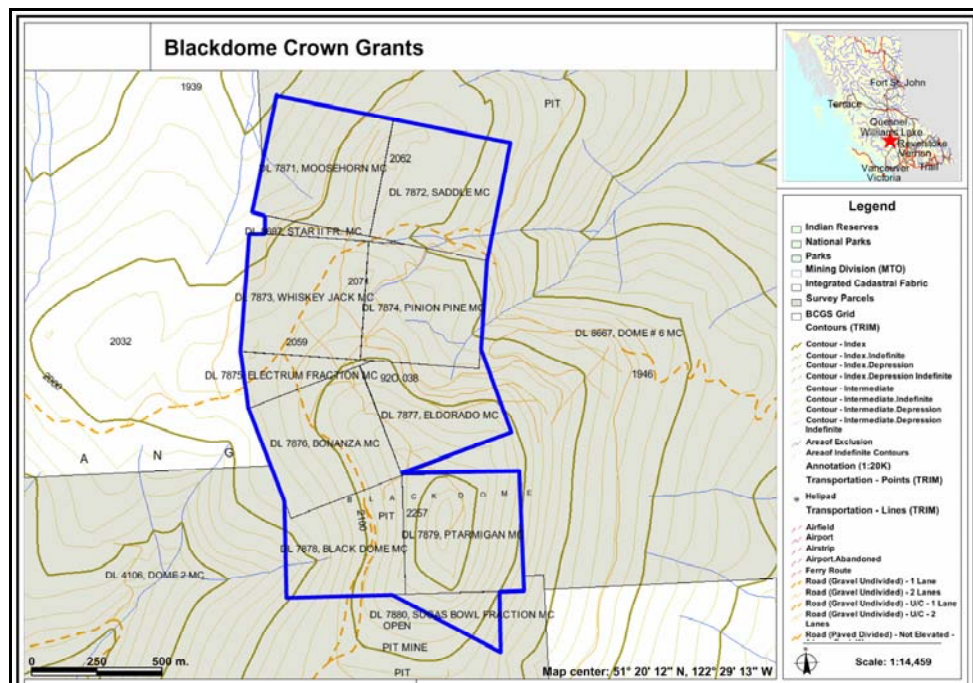 Blackdome Crown Grants
1939
PIT
2062
DL 7871, MOOSEHORN MC
DL 7872, SADDLE MC
STAR II FR. MC
2071
DL 7873, WHISKEY JACK MC
DL 7874, PINION PINE MC
2032
2059
DL 8667, DOME # 6 MC
DL 7875, ELECTRUM FRACTION MC
92O.038
1946
2000
DL 7877, ELDORADO MC
DL 7876, BONANZA MC
A N G
B L A C K D O M E
PIT
2257
2100
DL 7879, PTARMIGAN MC
DL 7878, BLACK DOME MC
DL 4106, DOME 2 MC
DL 7880, SUGAS BOWL FRACTION MC
OPEN
PIT MINE
PIT
0 250 500 m.
Map center: 51° 20' 12" N, 122° 29' 13" W
Fort St. John
Terrace
Quesnel
Williams Lake
Revelstoke
Vernon
Vancouver
Trail
Victoria
Legend
Indian Reserves
National Parks
Parks
Mining Division (MTO)
Integrated Cadastral Fabric
Survey Parcels
BCGS Grid
Contours (TRIM)
Contour - Index
Contour - Index.Indefinite
Contour - Index.Depression
Contour - Index.Depression Indefinite
Contour - Intermediate
Contour - Intermediate.Indefinite
Contour - Intermediate.Depression
Contour - Intermediate.Depression
Indefinite
Areaof Exclusion
Areaof Indefinite Contours
Annotation (1:20K)
Transportation - Points (TRIM)
Helipad
Transportation - Lines (TRIM)
Airfield
Airport
Airstrip
Airport.Abandoned
Ferry Route
Road (Gravel Undivided) - 1 Lane
Road (Gravel Undivided) - 2 Lanes
Road (Gravel Undivided) - U/C - 1 Lane
Road (Gravel Undivided) - U/C - 2
Lanes
Road (Paved Divided) - Not Elevated -
Scale: 1:14,459